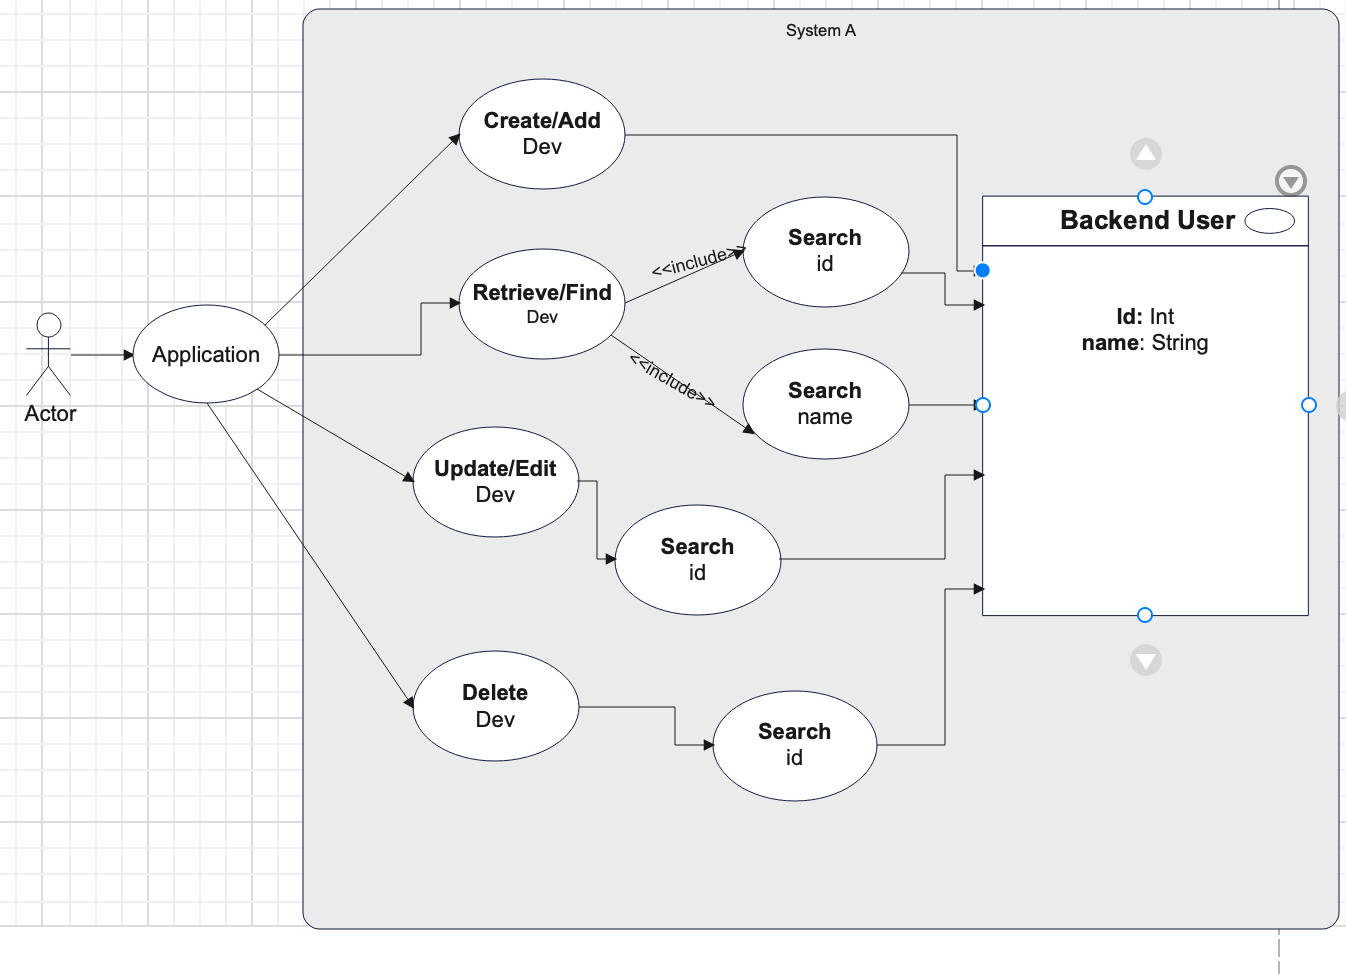 System A
Create/Add
Dev
Search
id
Backend User
<<include>>
Retrieve/Find
Dev
Id: Int
name: String
Application
<<include>>
Search
name
Actor
Update/Edit
Dev
Search
id
Delete
Dev
Search
id